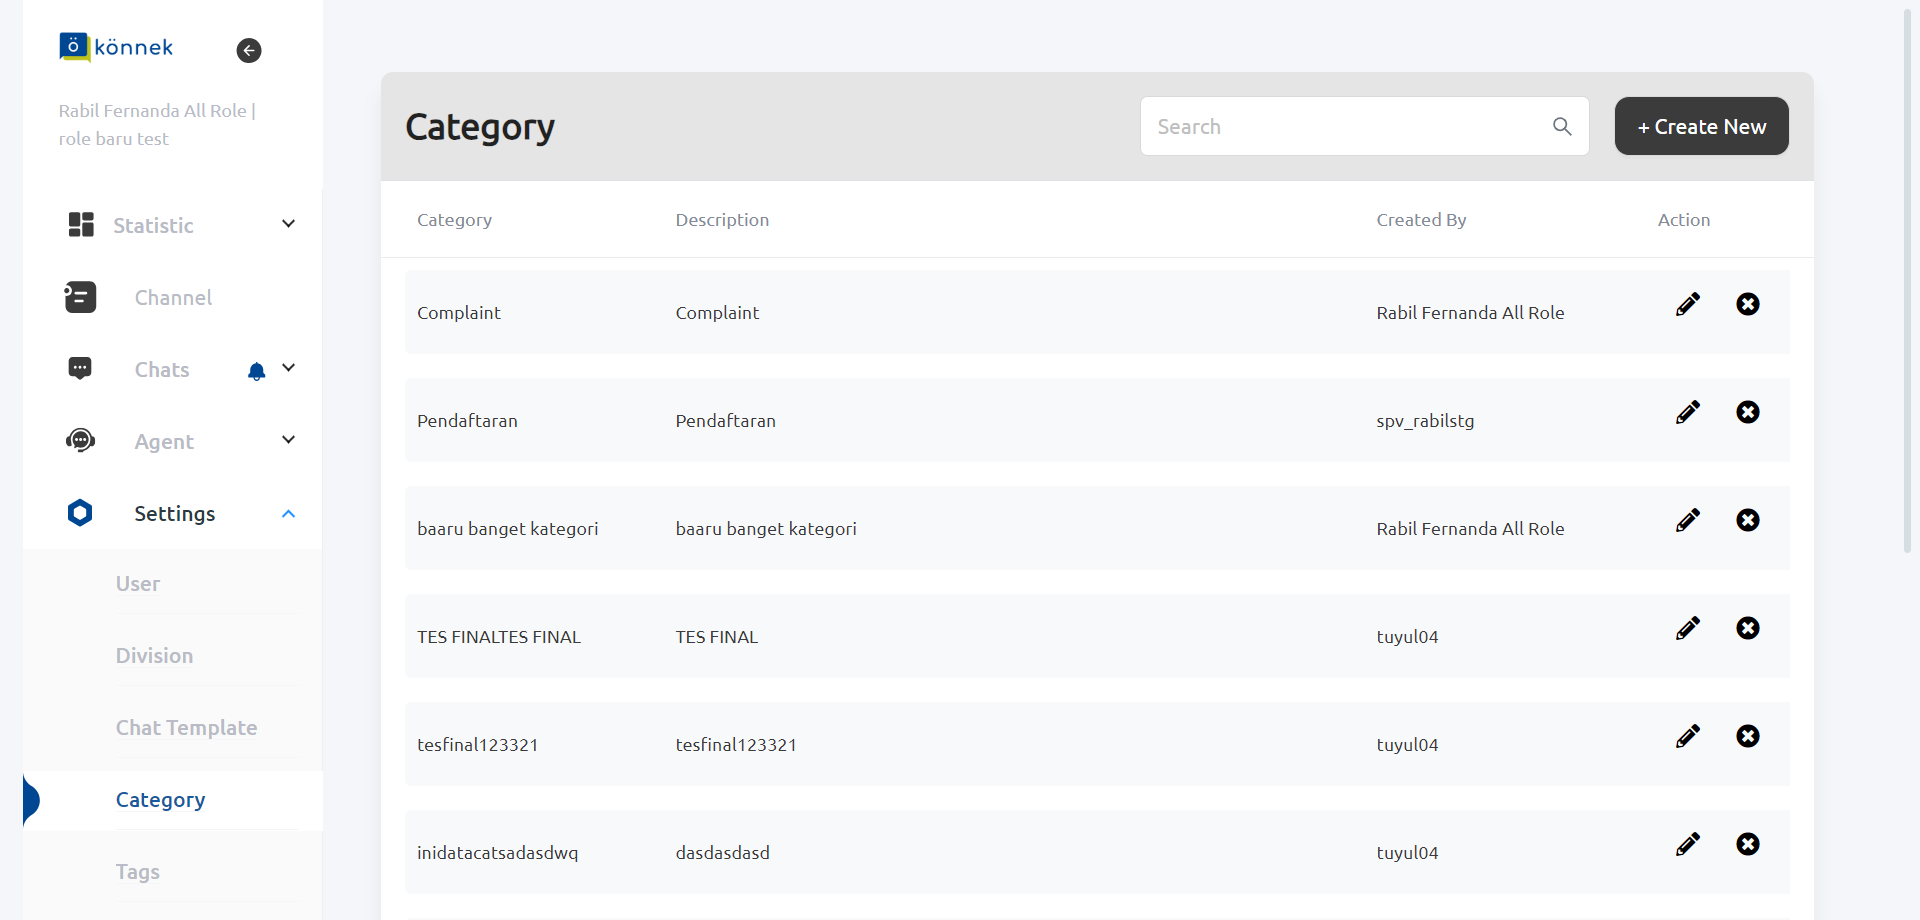 könnek
Rabil Fernanda All Role |
role baru test
Statistic
Channel
Chats
Agent
Settings
User
Division
Chat Template
Category
Tags
Category
Search
+ Create New
Category Description Created By Action
Complaint Complaint Rabil Fernanda All Role
Pendaftaran Pendaftaran spv_rabilstg
baaru banget kategori baaru banget kategori Rabil Fernanda All Role
TES FINALTES FINAL TES FINAL tuyul04
tesfinal123321 tesfinal123321 tuyul04
inidatacatsadasdwq dasdasdasd tuyul04